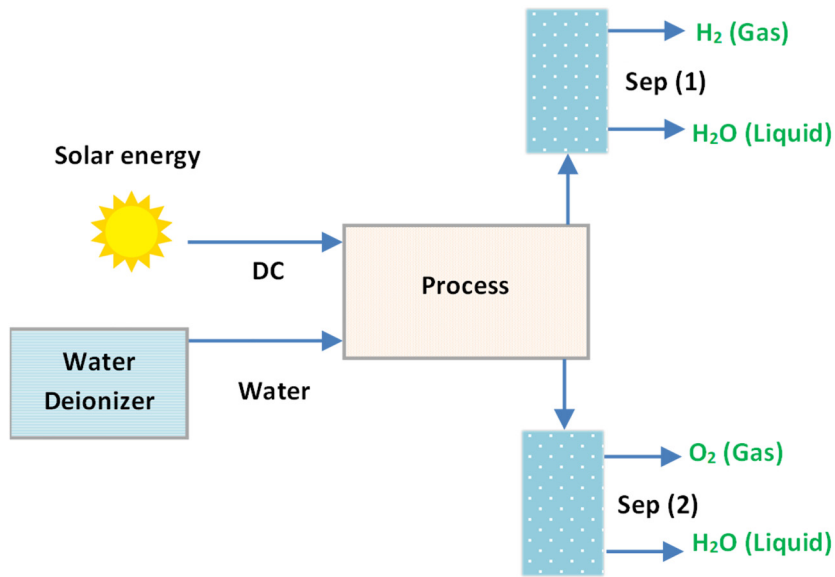 H₂ (Gas)
Sep (1)
H₂O (Liquid)
Solar energy
DC
Process
Water
Deionizer
Water
O₂ (Gas)
Sep (2)
H₂O (Liquid)